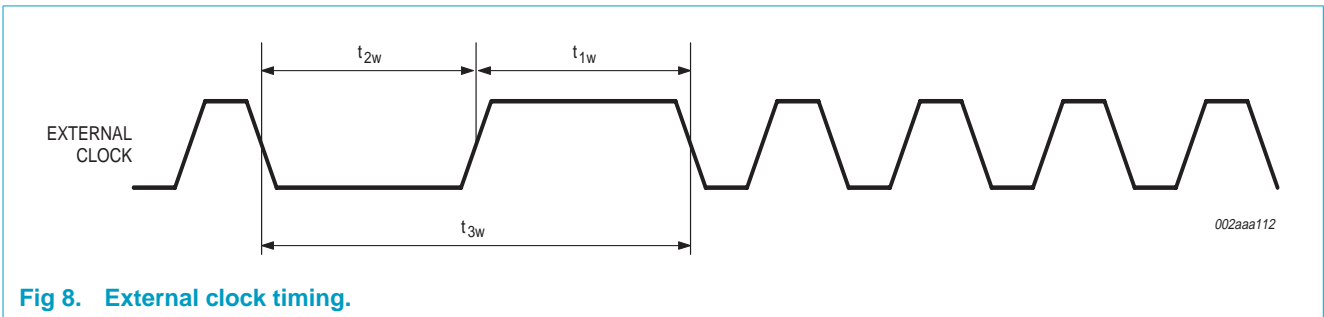 t2w
t1w
EXTERNAL
CLOCK
t3w
002aaa112
Fig 8. External clock timing.